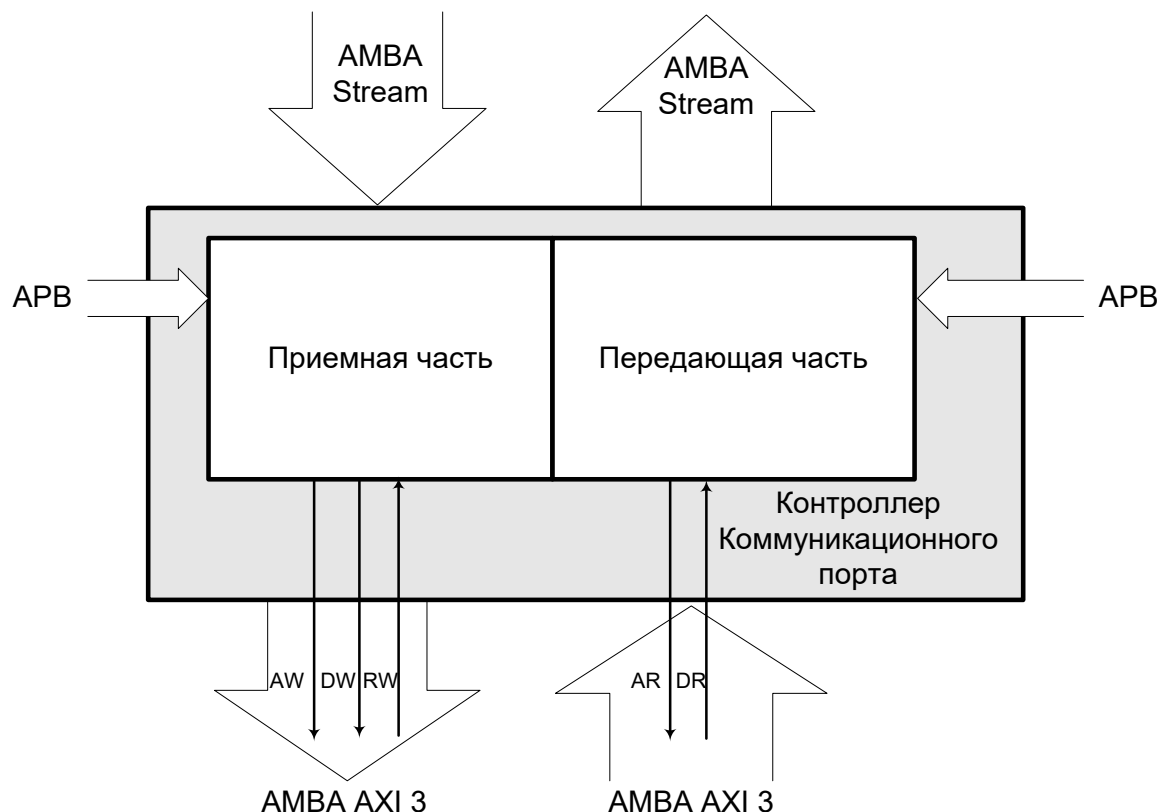 AMBA
Stream
AMBA
Stream
APB
APB
Приемная часть
Передающая часть
Контроллер
Коммуникационного
порта
AW DW RW
AR DR
AMBA AXI 3
AMBA AXI 3